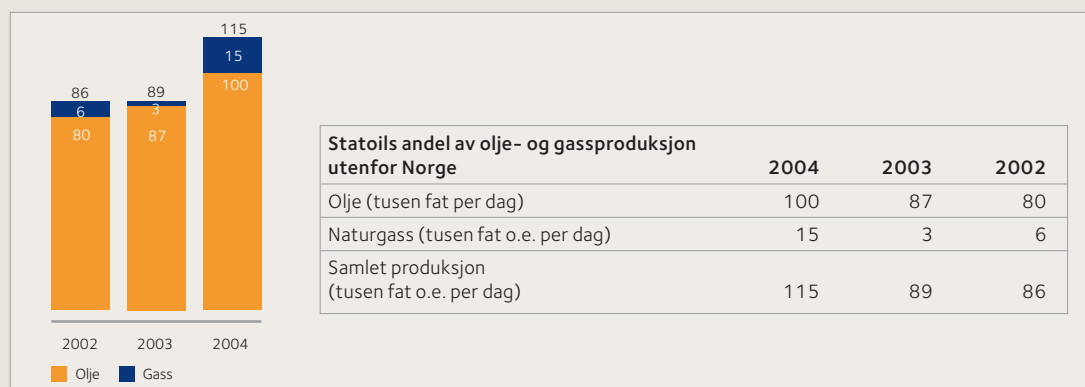 115
15
100
86
6
80
89
3
87
2002 2003 2004
Olje Gass
Statoils andel av olje- og gassproduksjon
utenfor Norge 2004 2003 2002
Olje (tusen fat per dag) 100 87 80
Naturgass (tusen fat o.e. per dag) 15 3 6
Samlet produksjon
(tusen fat o.e. per dag) 115 89 86